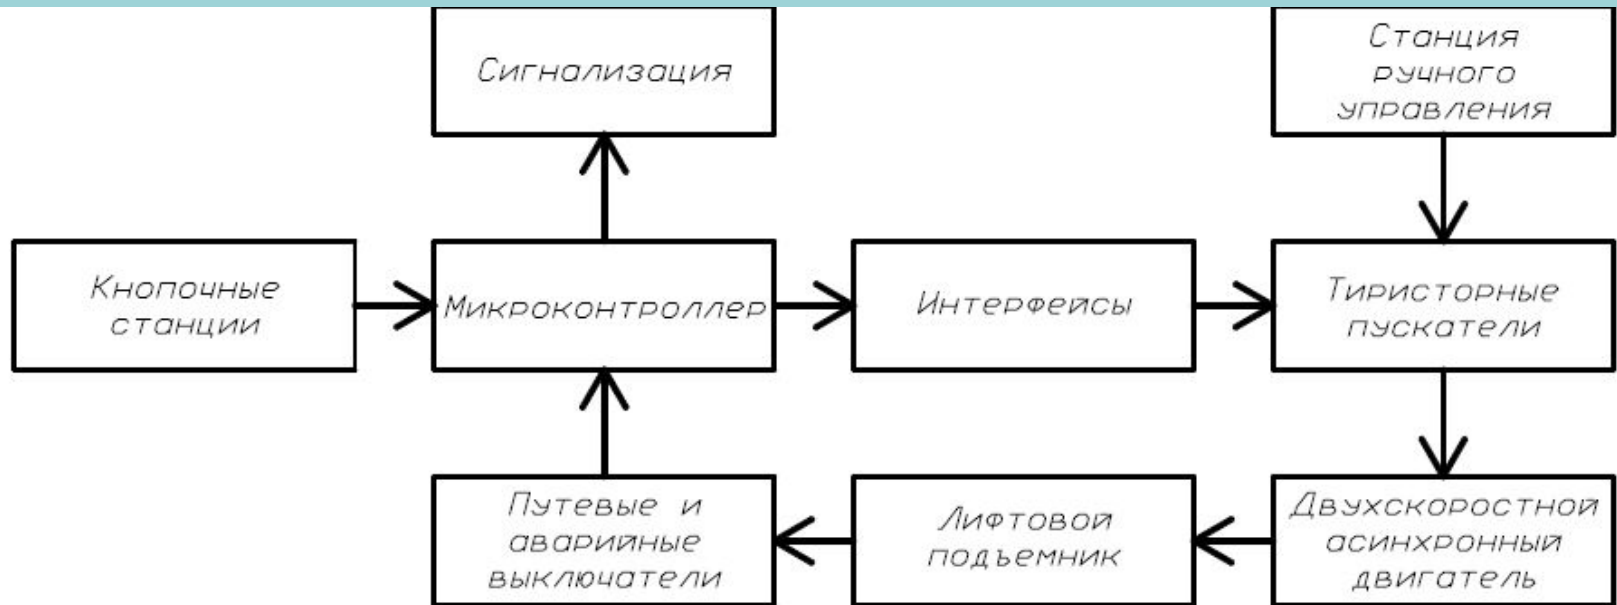 Сигнализация
Станция
ручного
управления
Кнопочные
станции
Микроконтроллер
Интерфейсы
Тиристорные
пускатели
Путевые и
аварийные
выключатели
Лифтовой
подъемник
Двухскоростной
асинхронный
двигатель